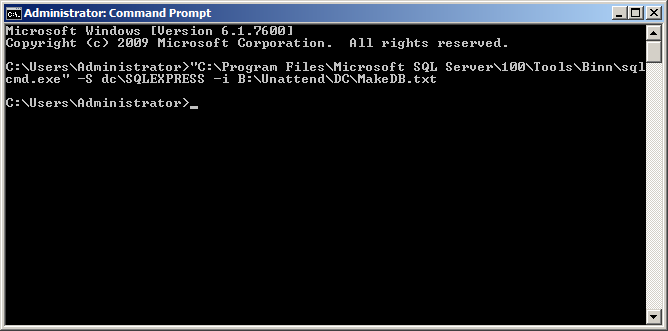 Administrator: Command Prompt
Microsoft Windows [Version 6.1.7600]
Copyright (c) 2009 Microsoft Corporation.  All rights reserved.
C:\Users\Administrator>"C:\Program Files\Microsoft SQL Server\100\Tools\Binn\sql
cmd.exe" -S dc\SQLEXPRESS -i B:\Unattend\DC\MakeDB.txt
C:\Users\Administrator>_